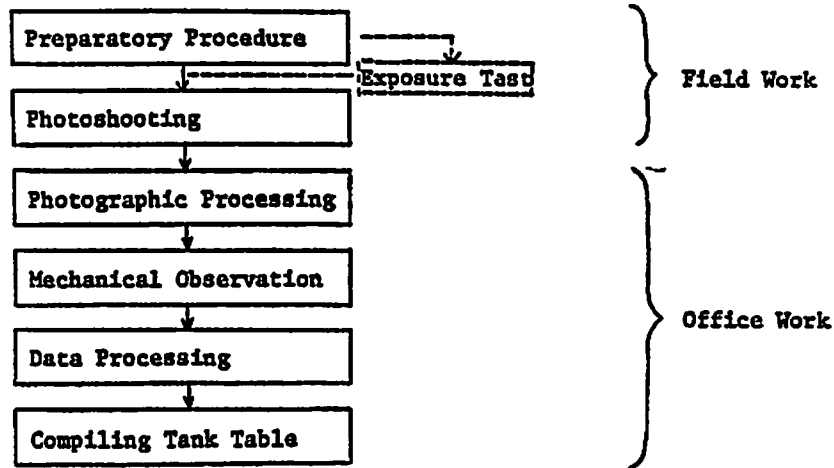 Preparatory Procedure
Exposure Tast
Field Work
Photoshooting
Photographic Processing
Mechanical Observation
Office Work
Data Processing
Compiling Tank Table